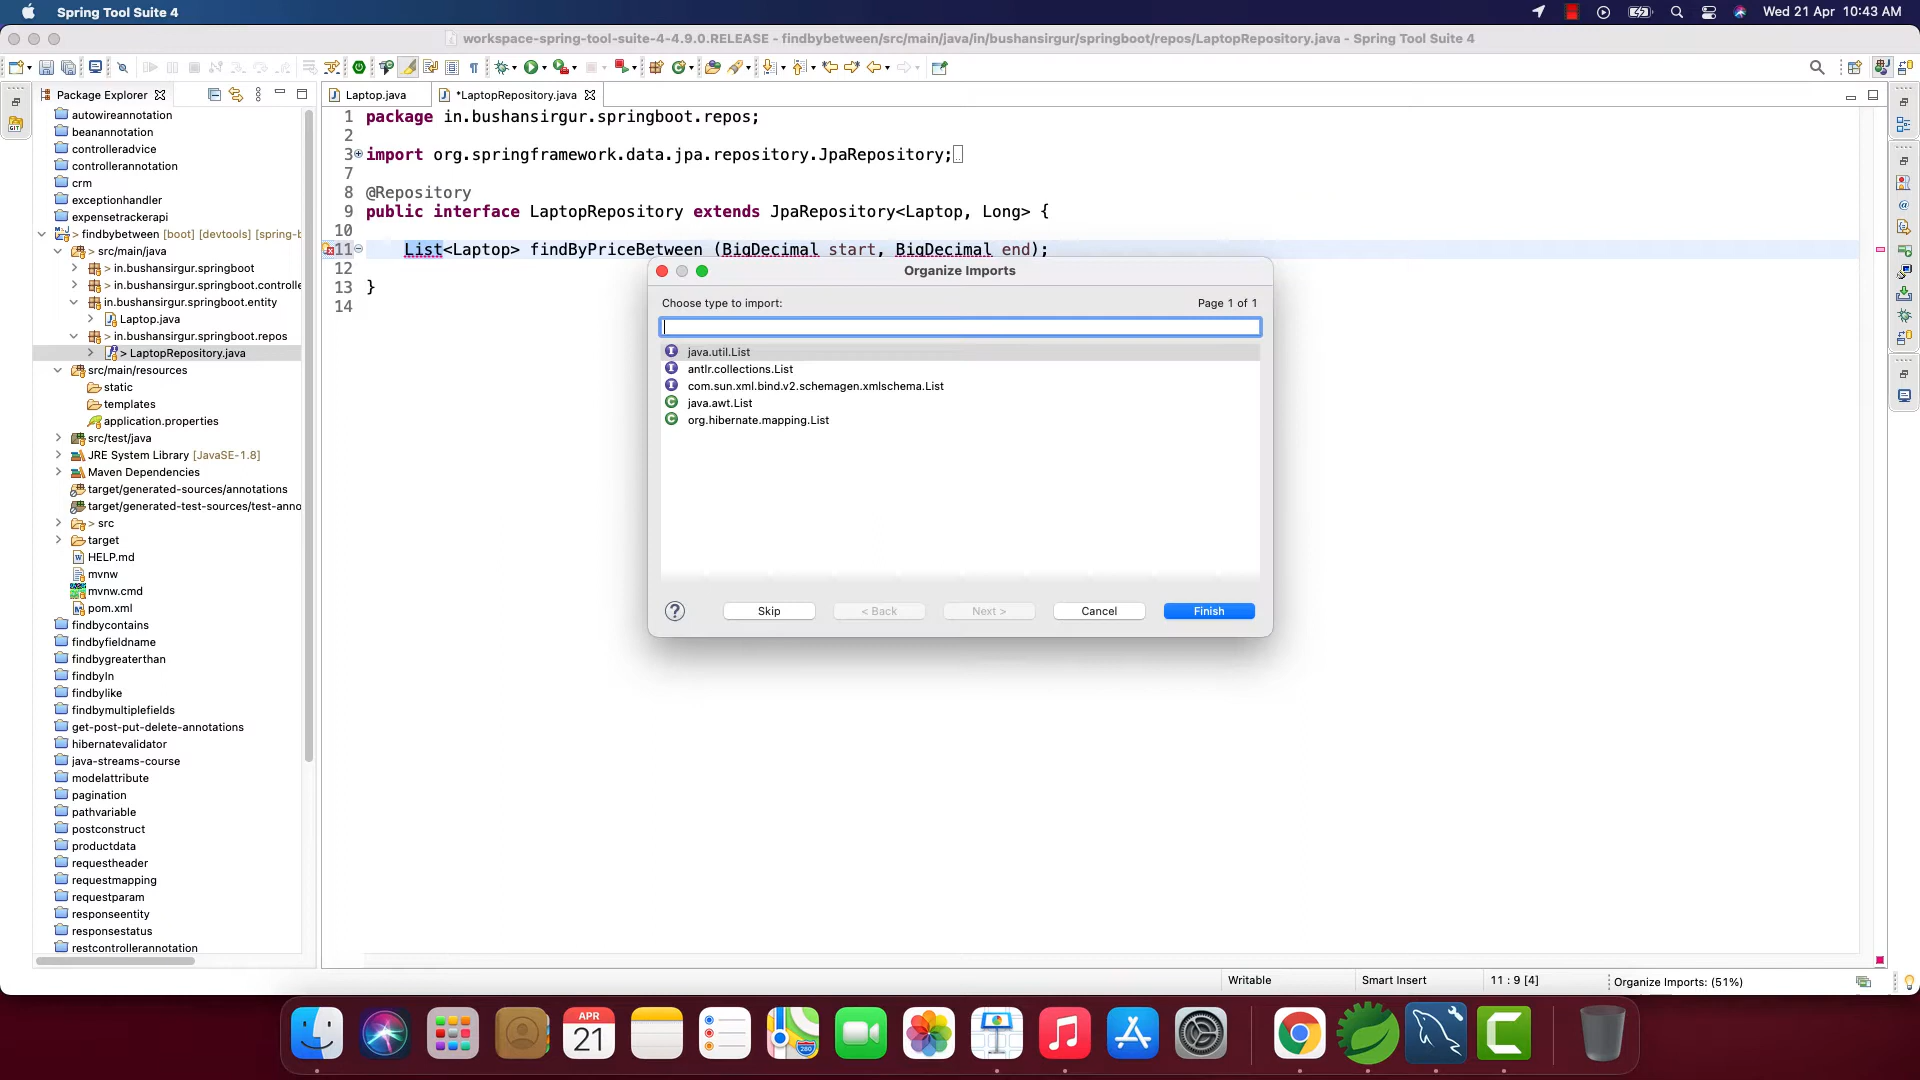 Spring Tool Suite 4
Wed 21 Apr 10:43 AM
workspace-spring-tool-suite-4-4.9.0.RELEASE - findbybetween/src/main/java/in/bushansirgur/springboot/repos/LaptopRepository.java - Spring Tool Suite 4
Package Explorer
Laptop.java
*LaptopRepository.java
autowireannotation
beanannotation
controlleradvice
controllerannotation
crm
exceptionhandler
expensetrackerapi
> findbybetween [boot] [devtools] [spring-b
> src/main/java
> in.bushansirgur.springboot
> in.bushansirgur.springboot.controlle
in.bushansirgur.springboot.entity
Laptop.java
> in.bushansirgur.springboot.repos
> LaptopRepository.java
src/main/resources
static
templates
application.properties
src/test/java
JRE System Library [JavaSE-1.8]
Maven Dependencies
target/generated-sources/annotations
target/generated-test-sources/test-anno
> src
target
HELP.md
mvnw
mvnw.cmd
pom.xml
findbycontains
findbyfieldname
findbygreaterthan
findbyIn
findbylike
findbymultiplefields
get-post-put-delete-annotations
hibernatevalidator
java-streams-course
modelattribute
pagination
pathvariable
postconstruct
productdata
requestheader
requestmapping
requestparam
responseentity
responsestatus
restcontrollerannotation
1 package in.bushansirgur.springboot.repos;
2
3 import org.springframework.data.jpa.repository.JpaRepository;
7
8 @Repository
9 public interface LaptopRepository extends JpaRepository<Laptop, Long> {
10
11 List<Laptop> findByPriceBetween (BigDecimal start, BigDecimal end);
12
13 }
14
Organize Imports
Choose type to import:
Page 1 of 1
java.util.List
antlr.collections.List
com.sun.xml.bind.v2.schemagen.xmlschema.List
java.awt.List
org.hibernate.mapping.List
?
Skip
< Back
Next >
Cancel
Finish
Writable
Smart Insert
11 : 9 [4]
Organize Imports: (51%)
APR
21
280